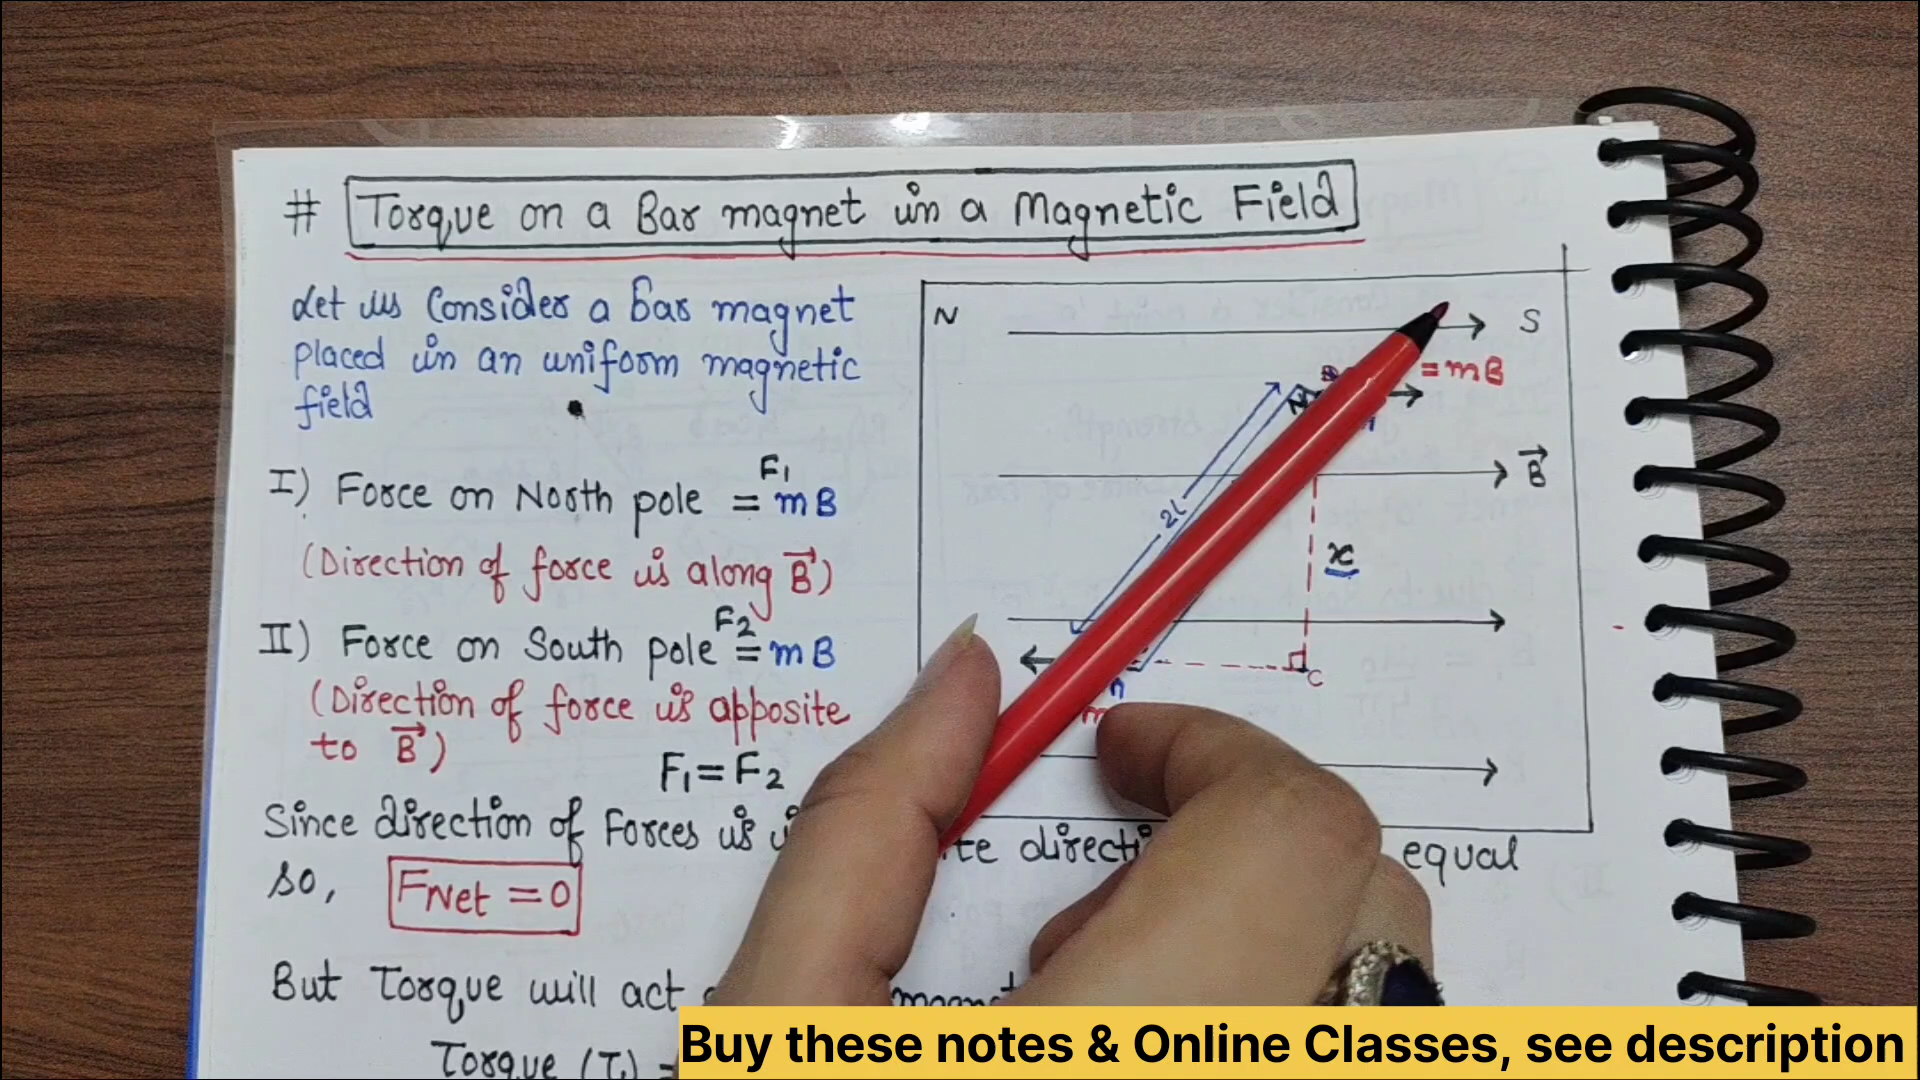 # Torque on a Bar magnet in a Magnetic Field
Let us Consider a bar magnet
placed in an uniform magnetic
field
I) Force on North pole = mB
F1
(Direction of force is along B⃗)
II) Force on South pole = mB
F2
(Direction of force is apposite
to B⃗)
F1 = F2
Since direction of Forces is directi equal
so, FNet = 0
But Torque will act
Torque (τ) =
N
S
= mB
B⃗
2l
x
C
Buy these notes & Online Classes, see description